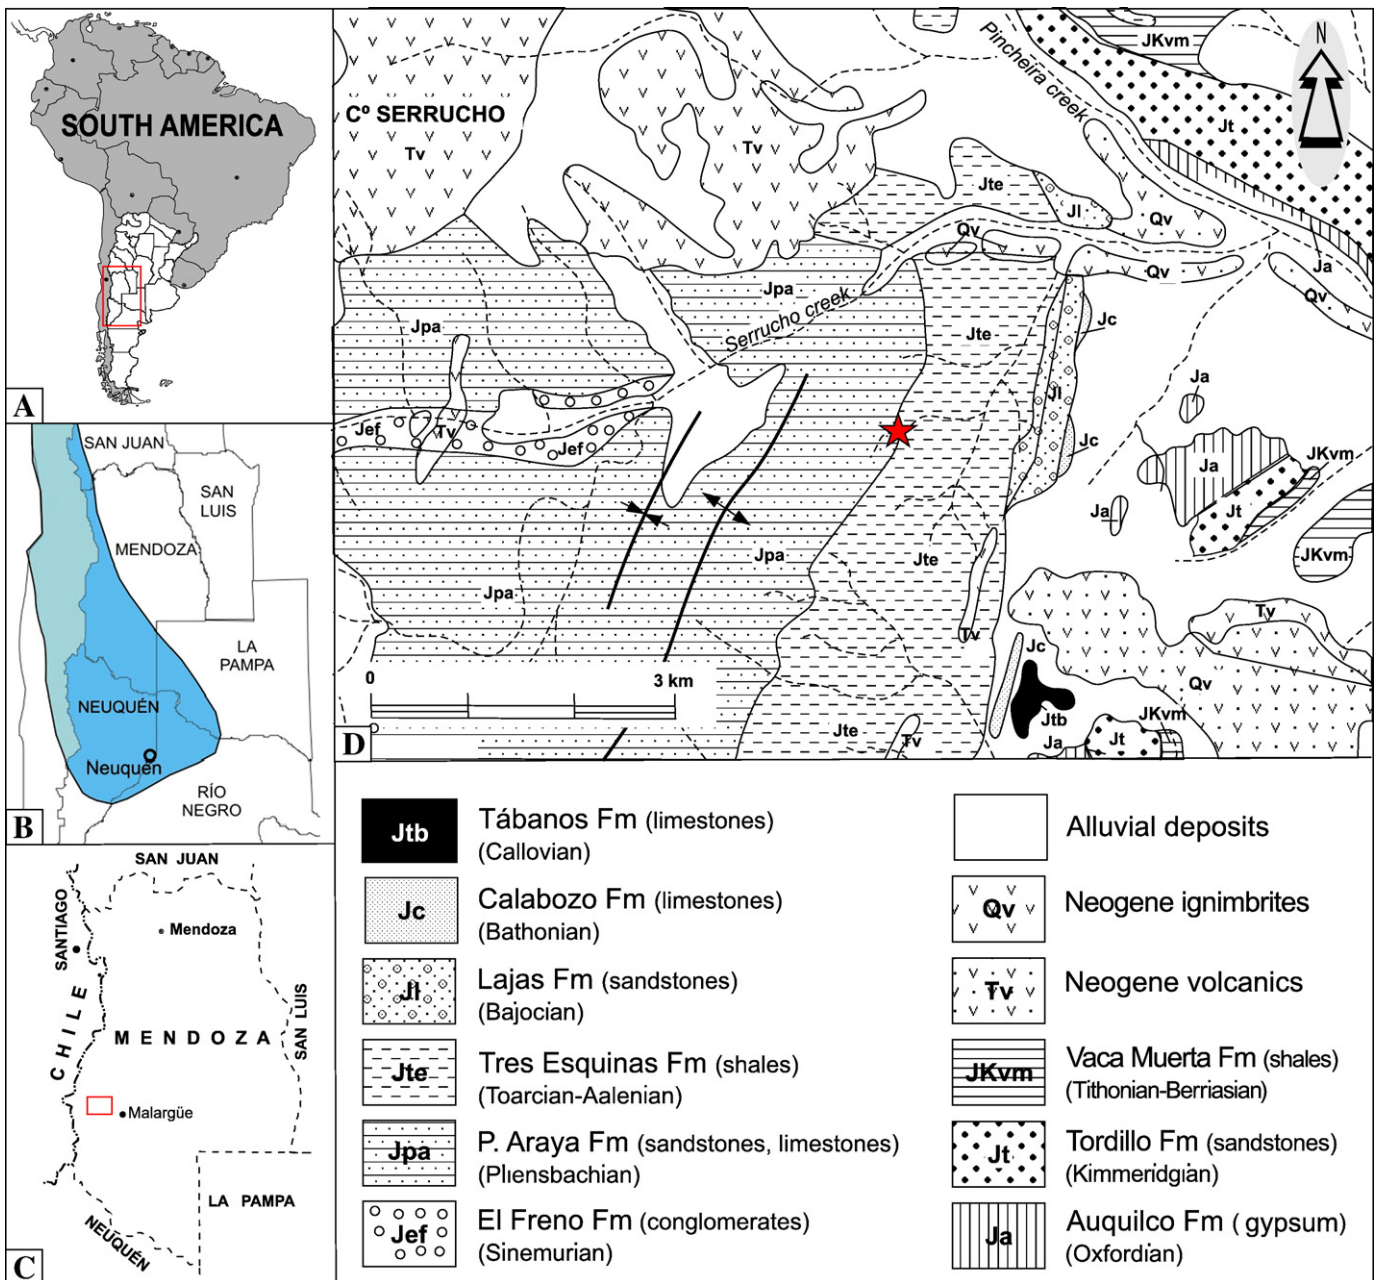 SOUTH AMERICA
A
SAN JUAN
SAN
LUIS
MENDOZA
LA
PAMPA
NEUQUÉN
Neuquén
RÍO
NEGRO
B
SAN JUAN
SANTIAGO
Mendoza
CHILE
MENDOZA
SAN LUIS
Malargüe
LA PAMPA
NEUQUÉN
C
Cº SERRUCHO
Tv
Tv
Pincheira creek
JKvm
N
Jt
Jte
Jl
Qv
Qv
Qv
Ja
Qv
Jpa
Jpa
Serrucho creek
Jte
Jc
Jl
Ja
Jef
Tv
Jef
Jc
Ja
JKvm
Ja
Jt
JKvm
Jpa
Jte
Jpa
Tv
Tv
Jc
Qv
0
3 km
Jtb
JKvm
Jte
Tv
Ja
Jt
D
Jtb
Tábanos Fm (limestones)
(Callovian)
Jc
Calabozo Fm (limestones)
(Bathonian)
Jl
Lajas Fm (sandstones)
(Bajocian)
Jte
Tres Esquinas Fm (shales)
(Toarcian-Aalenian)
Jpa
P. Araya Fm (sandstones, limestones)
(Pliensbachian)
Jef
El Freno Fm (conglomerates)
(Sinemurian)
Alluvial deposits
Qv
Neogene ignimbrites
Tv
Neogene volcanics
JKvm
Vaca Muerta Fm (shales)
(Tithonian-Berriasian)
Jt
Tordillo Fm (sandstones)
(Kimmeridgian)
Ja
Auquilco Fm ( gypsum)
(Oxfordian)